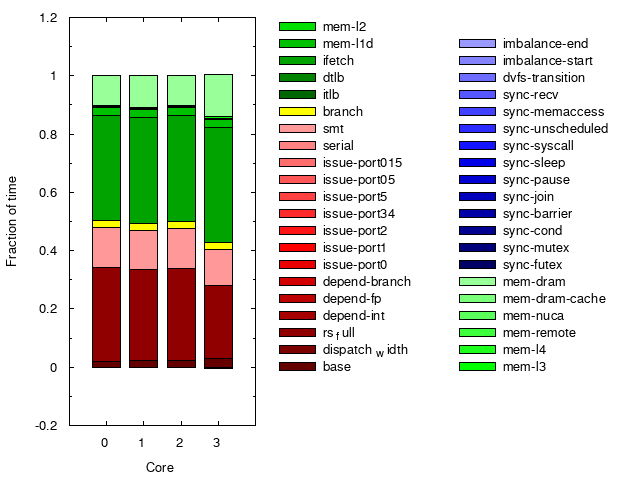 1.2
1
0.8
0.6
0.4
0.2
0
-0.2
Fraction of time
0 1 2 3
Core
mem-l2
mem-l1d
ifetch
dtlb
itlb
branch
smt
serial
issue-port015
issue-port05
issue-port5
issue-port34
issue-port2
issue-port1
issue-port0
depend-branch
depend-fp
depend-int
rsfull
dispatchwidth
base
imbalance-end
imbalance-start
dvfs-transition
sync-recv
sync-memaccess
sync-unscheduled
sync-syscall
sync-sleep
sync-pause
sync-join
sync-barrier
sync-cond
sync-mutex
sync-futex
mem-dram
mem-dram-cache
mem-nuca
mem-remote
mem-l4
mem-l3